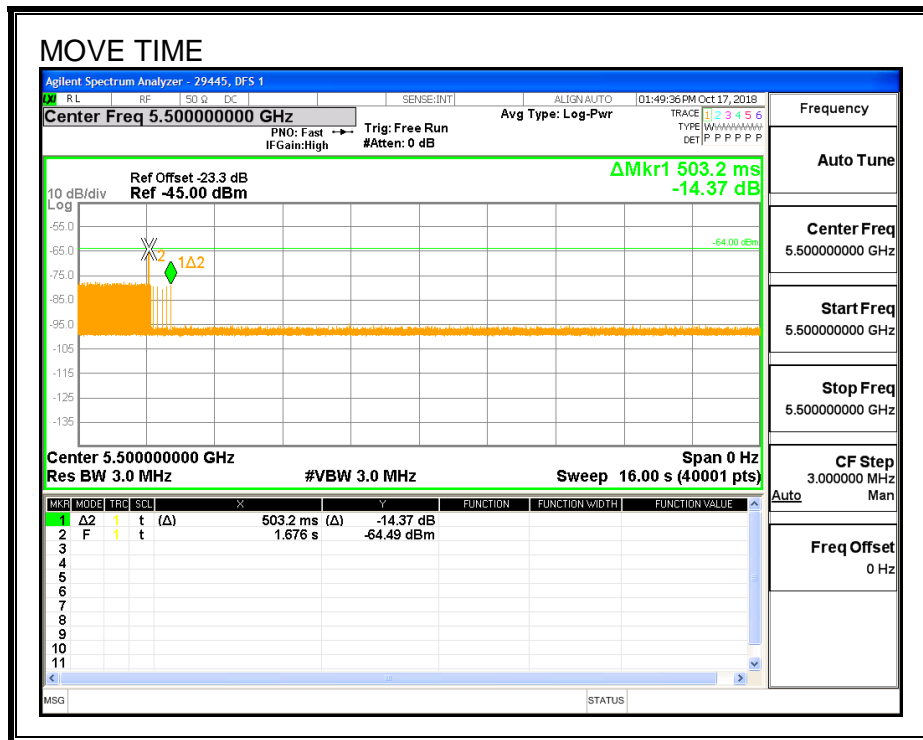 MOVE TIME
Agilent Spectrum Analyzer - 29445, DFS 1
LXI RL RF 50 Ω DC SENSE:INT ALIGN AUTO 01:49:36 PM Oct 17, 2018
Center Freq 5.500000000 GHz
PNO: Fast
IFGain:High
Trig: Free Run
#Atten: 0 dB
Avg Type: Log-Pwr
TRACE 1 2 3 4 5 6
TYPE WWWWWW
DET P P P P P P
ΔMkr1 503.2 ms
-14.37 dB
Ref Offset -23.3 dB
10 dB/div Ref -45.00 dBm
Log
-55.0
-65.0
-75.0
-85.0
-95.0
-105
-115
-125
-135
-64.00 dBm
2
1Δ2
Center 5.500000000 GHz Span 0 Hz
Res BW 3.0 MHz #VBW 3.0 MHz Sweep 16.00 s (40001 pts)
MKR MODE TRC SCL X Y FUNCTION FUNCTION WIDTH FUNCTION VALUE
1 Δ2 1 t (Δ) 503.2 ms (Δ) -14.37 dB
2 F 1 t 1.676 s -64.49 dBm
3
4
5
6
7
8
9
10
11
MSG STATUS
Frequency
Auto Tune
Center Freq
5.500000000 GHz
Start Freq
5.500000000 GHz
Stop Freq
5.500000000 GHz
CF Step
3.000000 MHz
Auto Man
Freq Offset
0 Hz